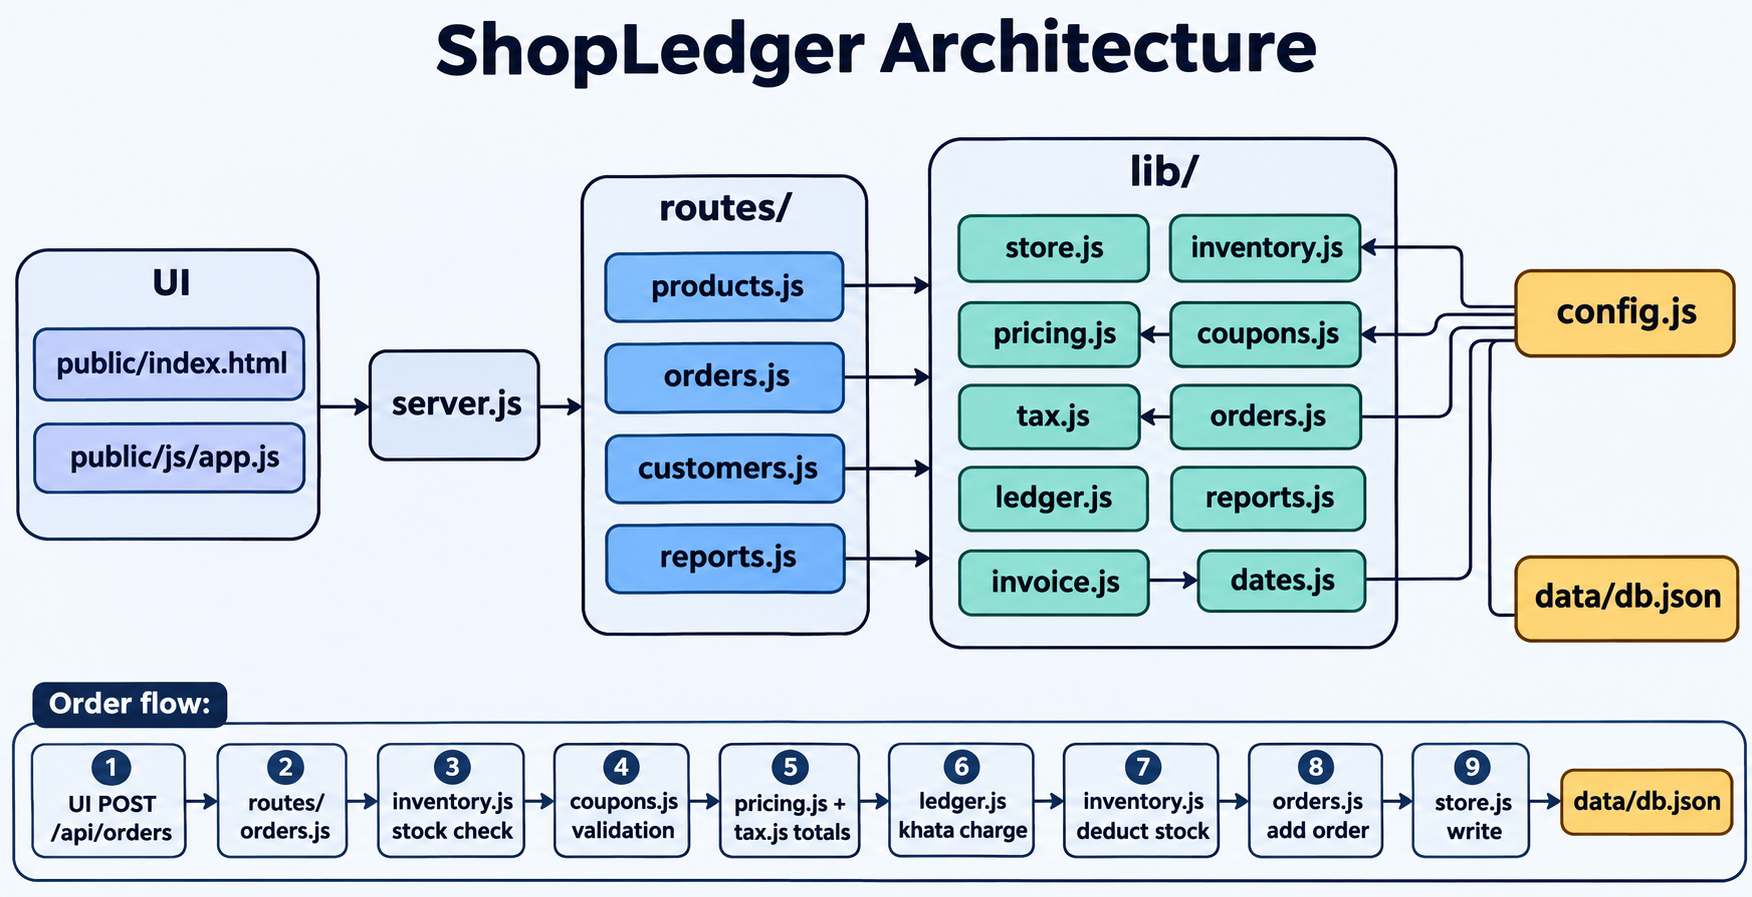 ShopLedger Architecture
UI
public/index.html
public/js/app.js
server.js
routes/
products.js
orders.js
customers.js
reports.js
lib/
store.js
inventory.js
pricing.js
coupons.js
tax.js
orders.js
ledger.js
reports.js
invoice.js
dates.js
config.js
data/db.json
Order flow:
1
UI POST
/api/orders
2
routes/
orders.js
3
inventory.js
stock check
4
coupons.js
validation
5
pricing.js +
tax.js totals
6
ledger.js
khata charge
7
inventory.js
deduct stock
8
orders.js
add order
9
store.js
write
data/db.json